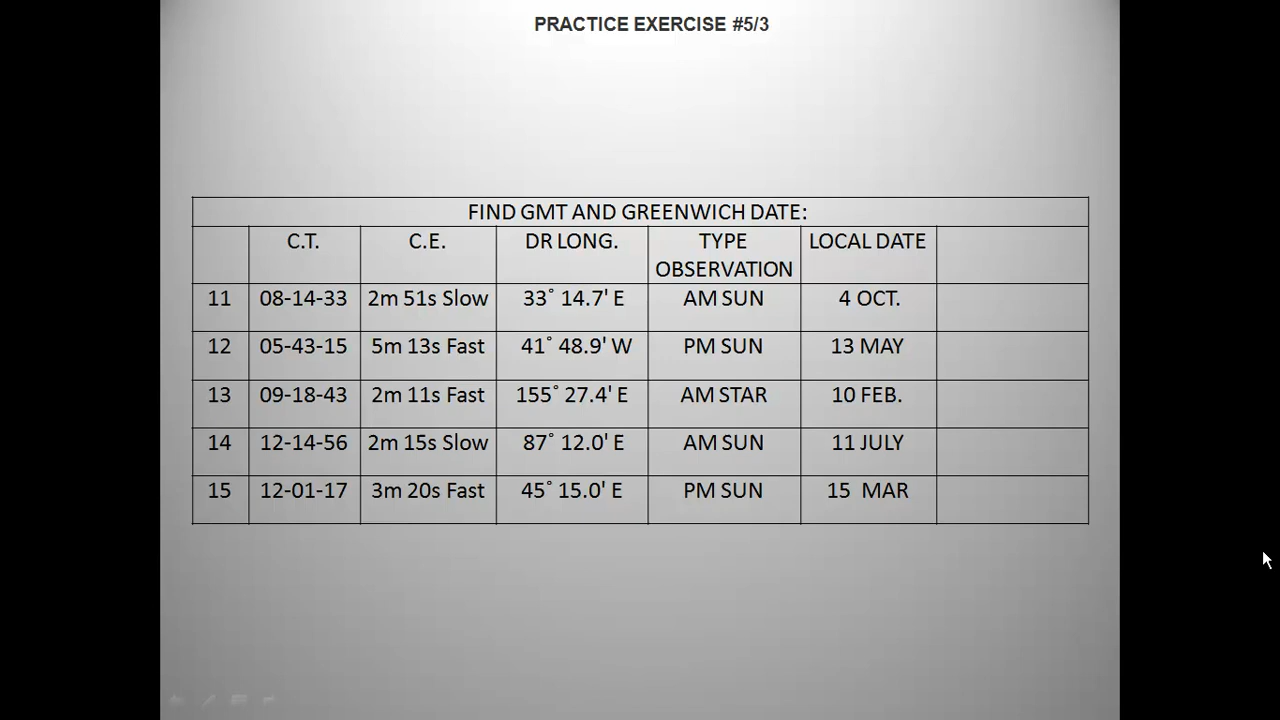 PRACTICE EXERCISE #5/3
FIND GMT AND GREENWICH DATE:
C.T. C.E. DR LONG. TYPE OBSERVATION LOCAL DATE
11 08-14-33 2m 51s Slow 33° 14.7' E AM SUN 4 OCT.
12 05-43-15 5m 13s Fast 41° 48.9' W PM SUN 13 MAY
13 09-18-43 2m 11s Fast 155° 27.4' E AM STAR 10 FEB.
14 12-14-56 2m 15s Slow 87° 12.0' E AM SUN 11 JULY
15 12-01-17 3m 20s Fast 45° 15.0' E PM SUN 15 MAR